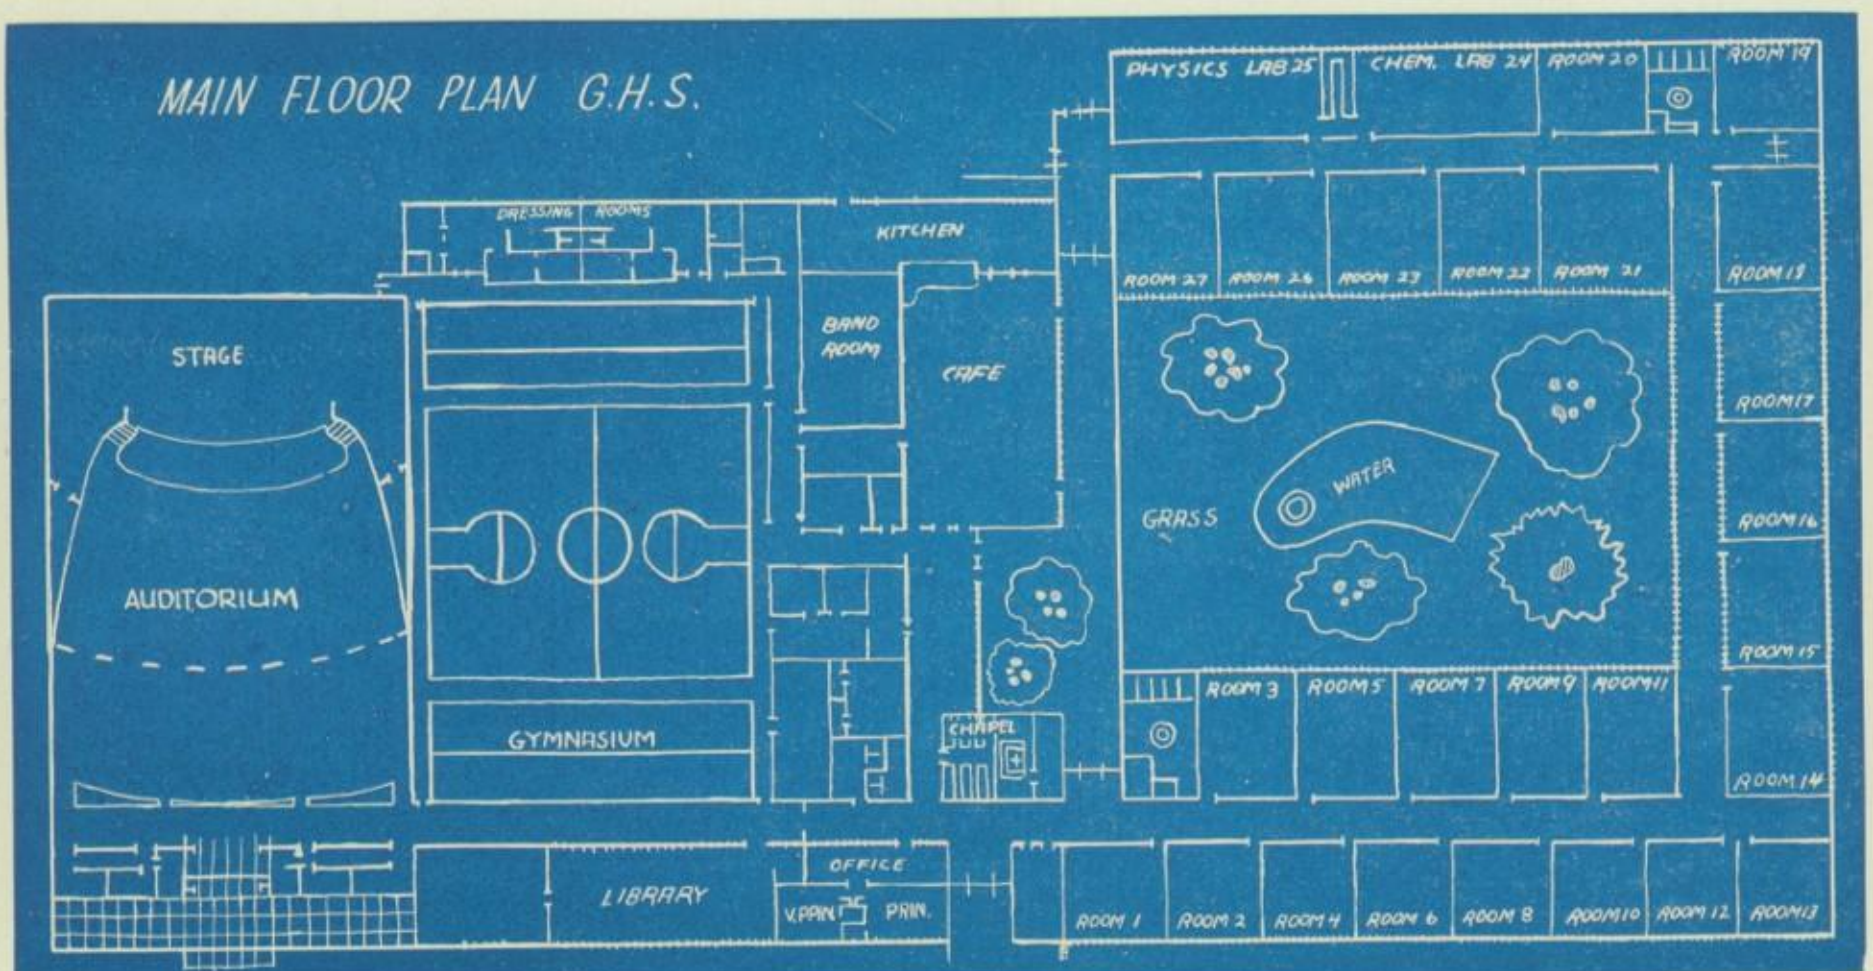 MAIN FLOOR PLAN G.H.S.
PHYSICS LAB 25
CHEM. LAB 24
ROOM 20
ROOM 19
DRESSING ROOMS
KITCHEN
ROOM 27
ROOM 26
ROOM 23
ROOM 22
ROOM 21
ROOM 18
STAGE
BAND
ROOM
CAFE
ROOM 17
WATER
GRASS
ROOM 16
AUDITORIUM
ROOM 15
ROOM 3
ROOM 5
ROOM 7
ROOM 9
ROOM 11
GYMNASIUM
CHAPEL
ROOM 14
OFFICE
LIBRARY
V.PRIN.
PRIN.
ROOM 1
ROOM 2
ROOM 4
ROOM 6
ROOM 8
ROOM 10
ROOM 12
ROOM 13